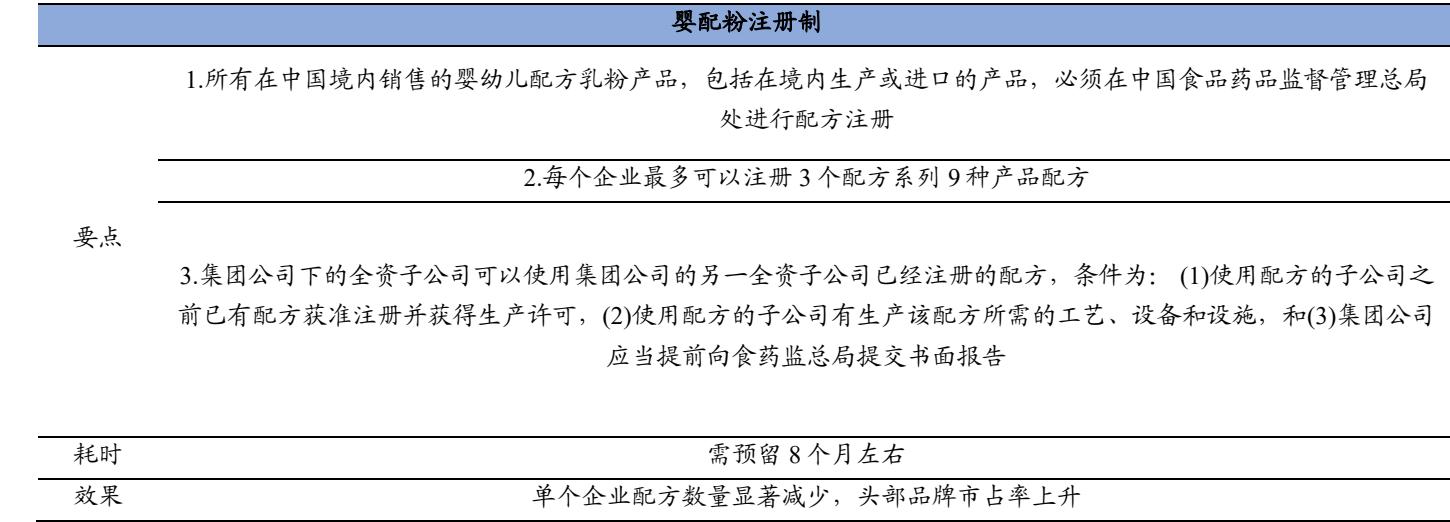 婴配粉注册制
1.所有在中国境内销售的婴幼儿配方乳粉产品，包括在境内生产或进口的产品，必须在中国食品药品监督管理总局
处进行配方注册
2.每个企业最多可以注册 3 个配方系列 9 种产品配方
要点
3.集团公司下的全资子公司可以使用集团公司的另一全资子公司已经注册的配方，条件为： (1)使用配方的子公司之
前已有配方获准注册并获得生产许可，(2)使用配方的子公司有生产该配方所需的工艺、设备和设施，和(3)集团公司
应当提前向食药监总局提交书面报告
耗时 需预留 8 个月左右
效果 单个企业配方数量显著减少，头部品牌市占率上升